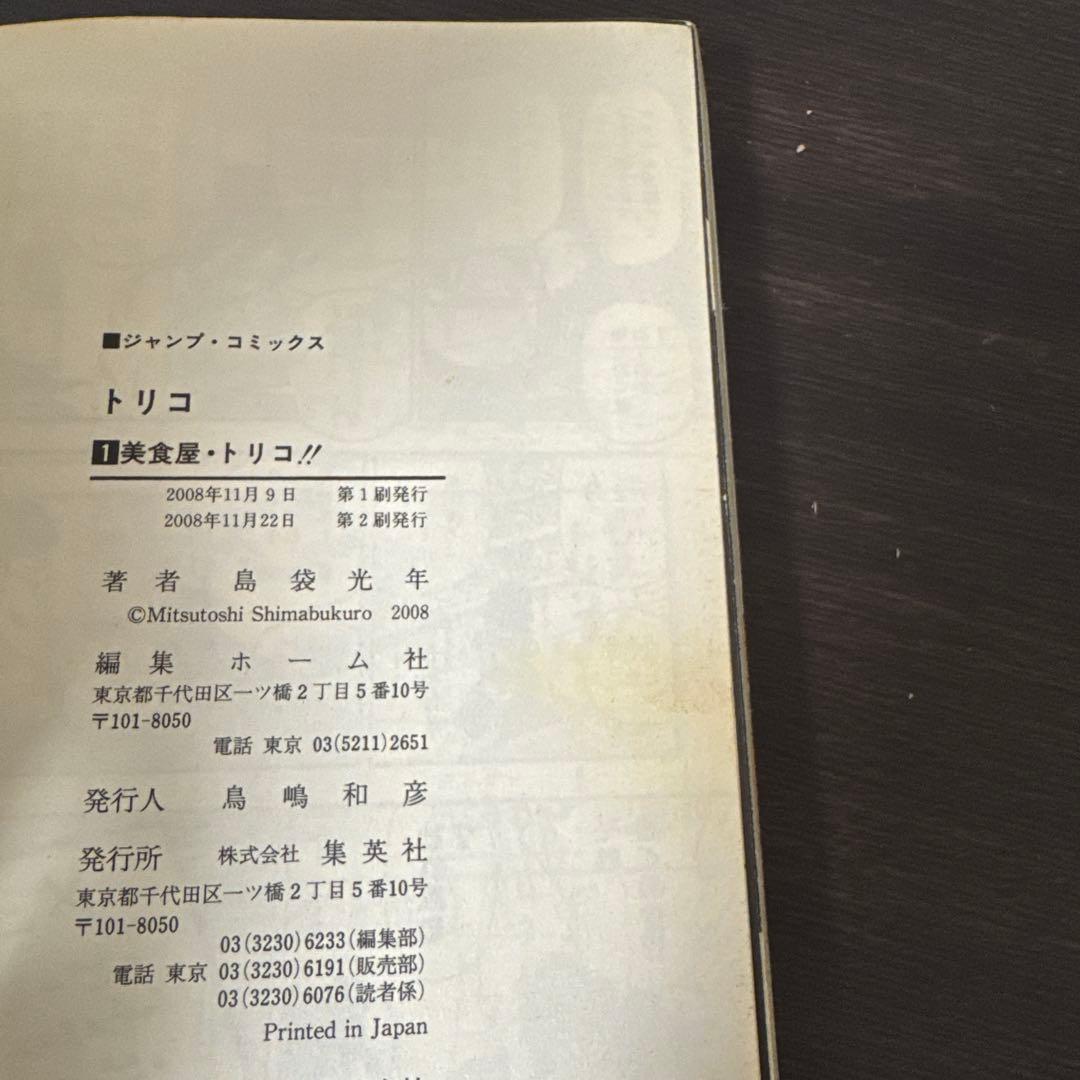 ■ジャンプ・コミックス
トリコ
1美食屋・トリコ!!
2008年11月9日 第1刷発行
2008年11月22日 第2刷発行
著者 島袋光年
©Mitsutoshi Shimabukuro 2008
編集 ホーム社
東京都千代田区一ツ橋2丁目5番10号
〒101-8050
電話 東京 03(5211)2651
発行人 鳥嶋和彦
発行所 株式会社 集英社
東京都千代田区一ツ橋2丁目5番10号
〒101-8050
03(3230)6233(編集部)
電話 東京 03(3230)6191(販売部)
03(3230)6076(読者係)
Printed in Japan